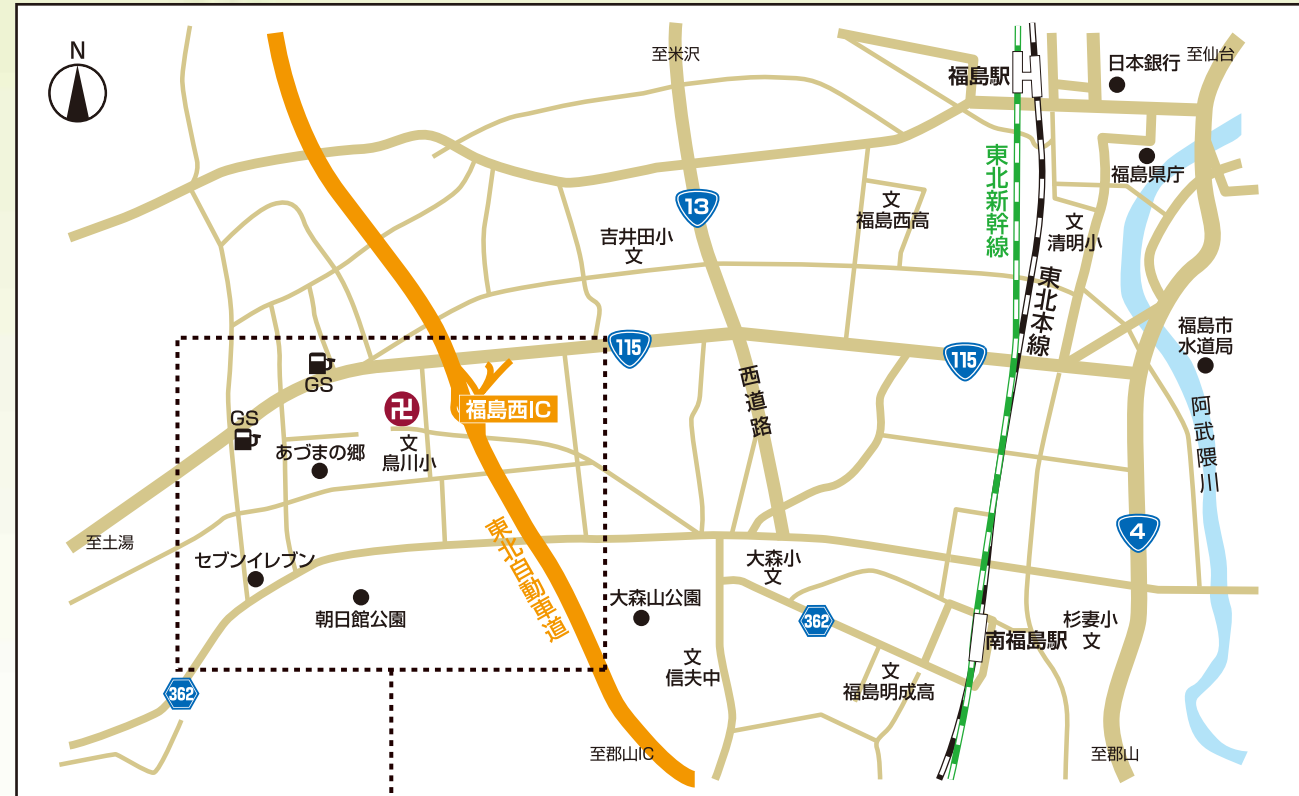 N
至米沢
福島駅
日本銀行
至仙台
福島県庁
東北新幹線
13
文
福島西高
文
清明小
吉井田小
文
東北本線
福島市
水道局
115
115
GS
西道路
卍
福島西IC
GS
文
鳥川小
あづまの郷
阿武隈川
4
至土湯
東北自動車道
セブンイレブン
大森小
文
朝日館公園
大森山公園
362
杉妻小
文
南福島駅
文
信夫中
文
福島明成高
362
至郡山IC
至郡山